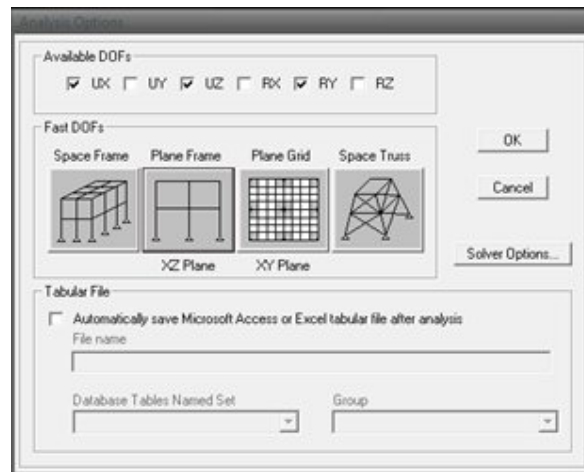 Analysis Options
Available DOFs
UX UY UZ RX RY RZ
Fast DOFs
Space Frame Plane Frame Plane Grid Space Truss
XZ Plane XY Plane
OK
Cancel
Solver Options...
Tabular File
Automatically save Microsoft Access or Excel tabular file after analysis
File name
Database Tables Named Set Group